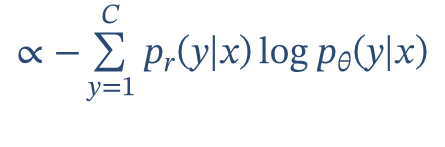 ∝ − ∑_{y=1}^{C} p_r(y|x) log p_θ(y|x)